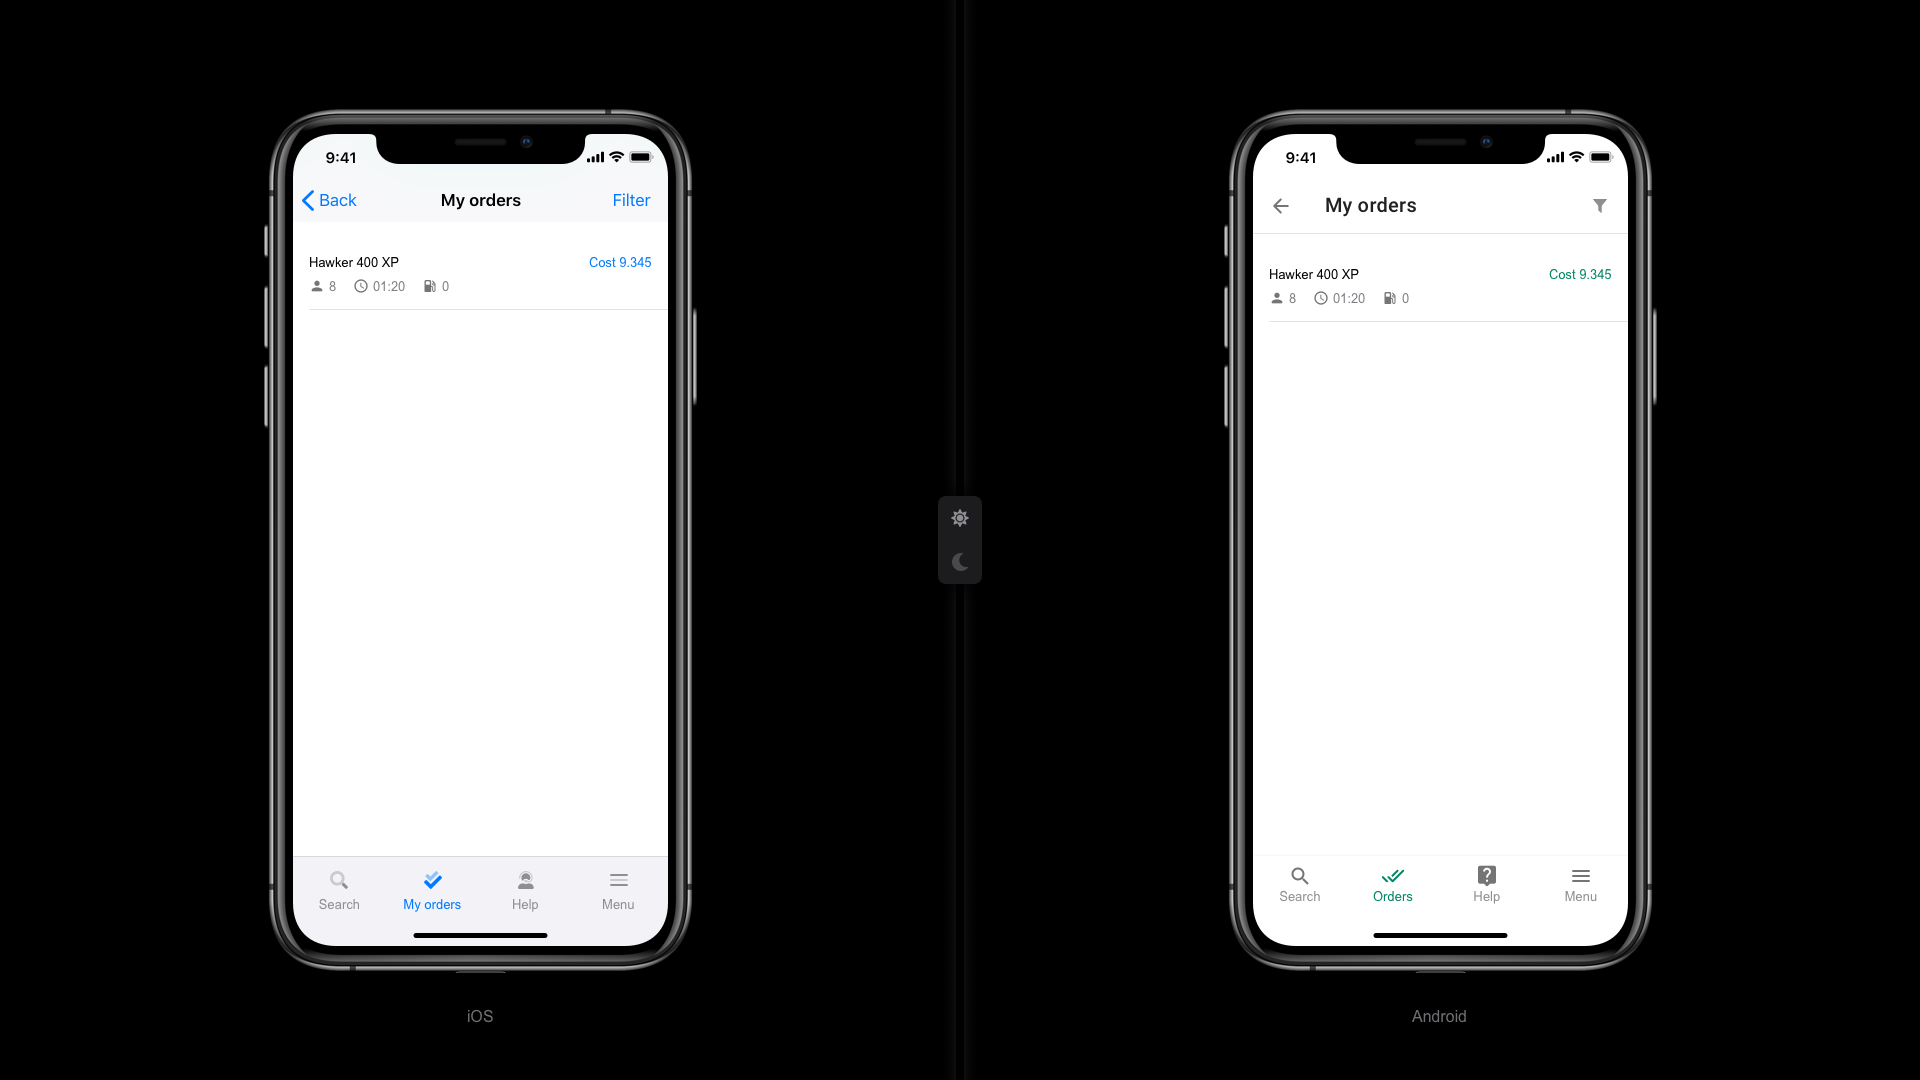 9:41
Back My orders Filter
Hawker 400 XP Cost 9.345
8 01:20 0
Search My orders Help Menu
iOS
9:41
My orders
Hawker 400 XP Cost 9.345
8 01:20 0
Search Orders Help Menu
Android